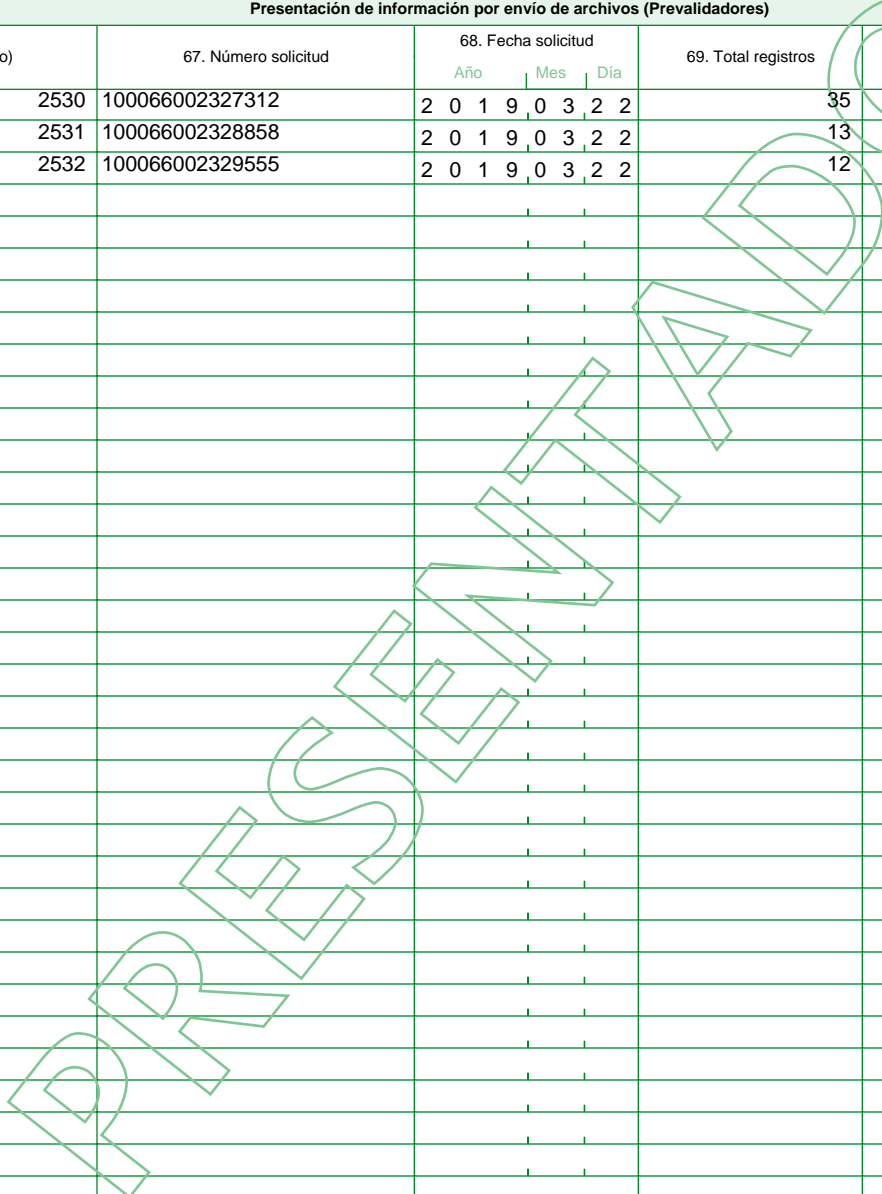 Presentación de información por envío de archivos (Prevalidadores)
o) 67. Número solicitud 68. Fecha solicitud 69. Total registros
Año Mes Día
2530 100066002327312 2 0 1 9 0 3 2 2 35
2531 100066002328858 2 0 1 9 0 3 2 2 13
2532 100066002329555 2 0 1 9 0 3 2 2 12
PRESENTADO